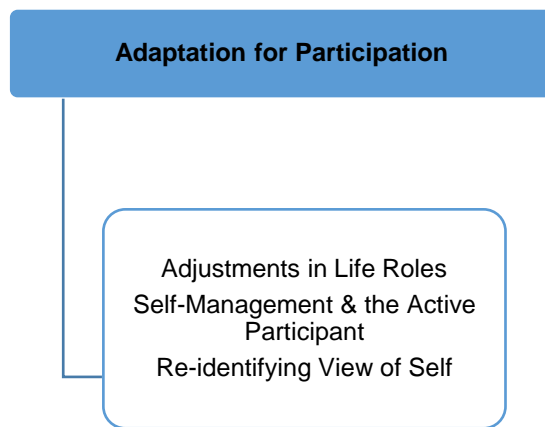 Adaptation for Participation
Adjustments in Life Roles
Self-Management & the Active
Participant
Re-identifying View of Self